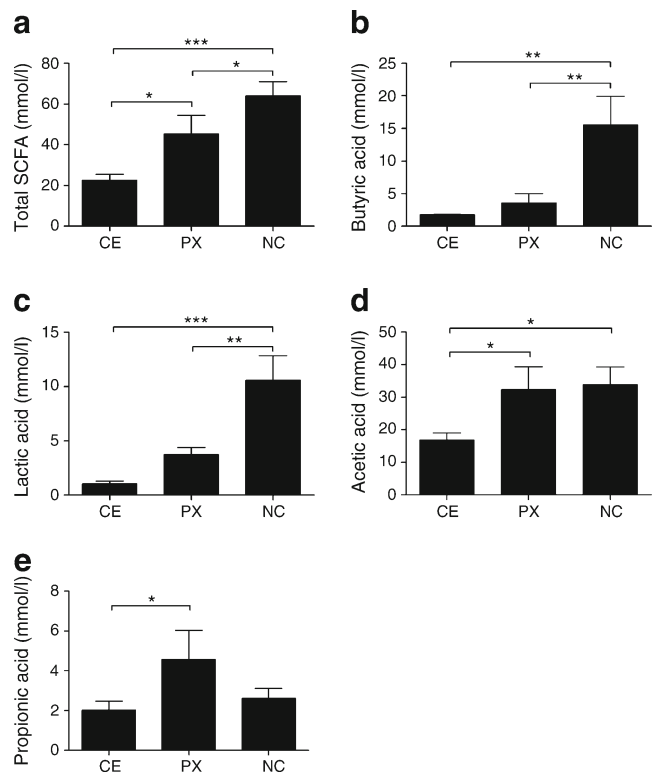 a
Total SCFA (mmol/l)
80
60
40
20
0
***
*
*
CE PX NC
b
Butyric acid (mmol/l)
25
20
15
10
5
0
**
**
CE PX NC
c
Lactic acid (mmol/l)
15
10
5
0
***
**
CE PX NC
d
Acetic acid (mmol/l)
50
40
30
20
10
0
*
*
CE PX NC
e
Propionic acid (mmol/l)
8
6
4
2
0
*
CE PX NC